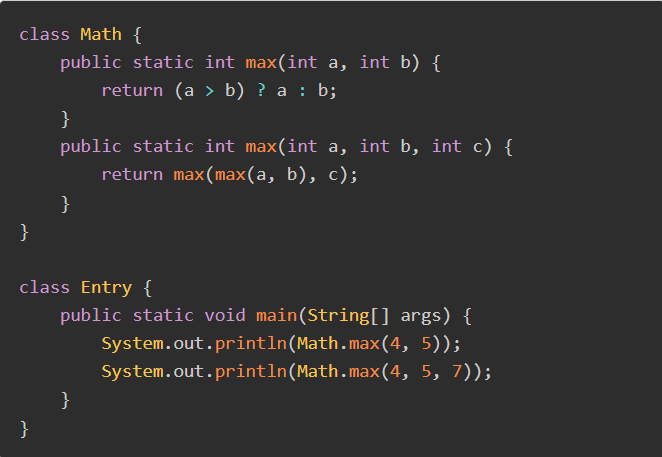 class Math {
    public static int max(int a, int b) {
        return (a > b) ? a : b;
    }
    public static int max(int a, int b, int c) {
        return max(max(a, b), c);
    }
}

class Entry {
    public static void main(String[] args) {
        System.out.println(Math.max(4, 5));
        System.out.println(Math.max(4, 5, 7));
    }
}